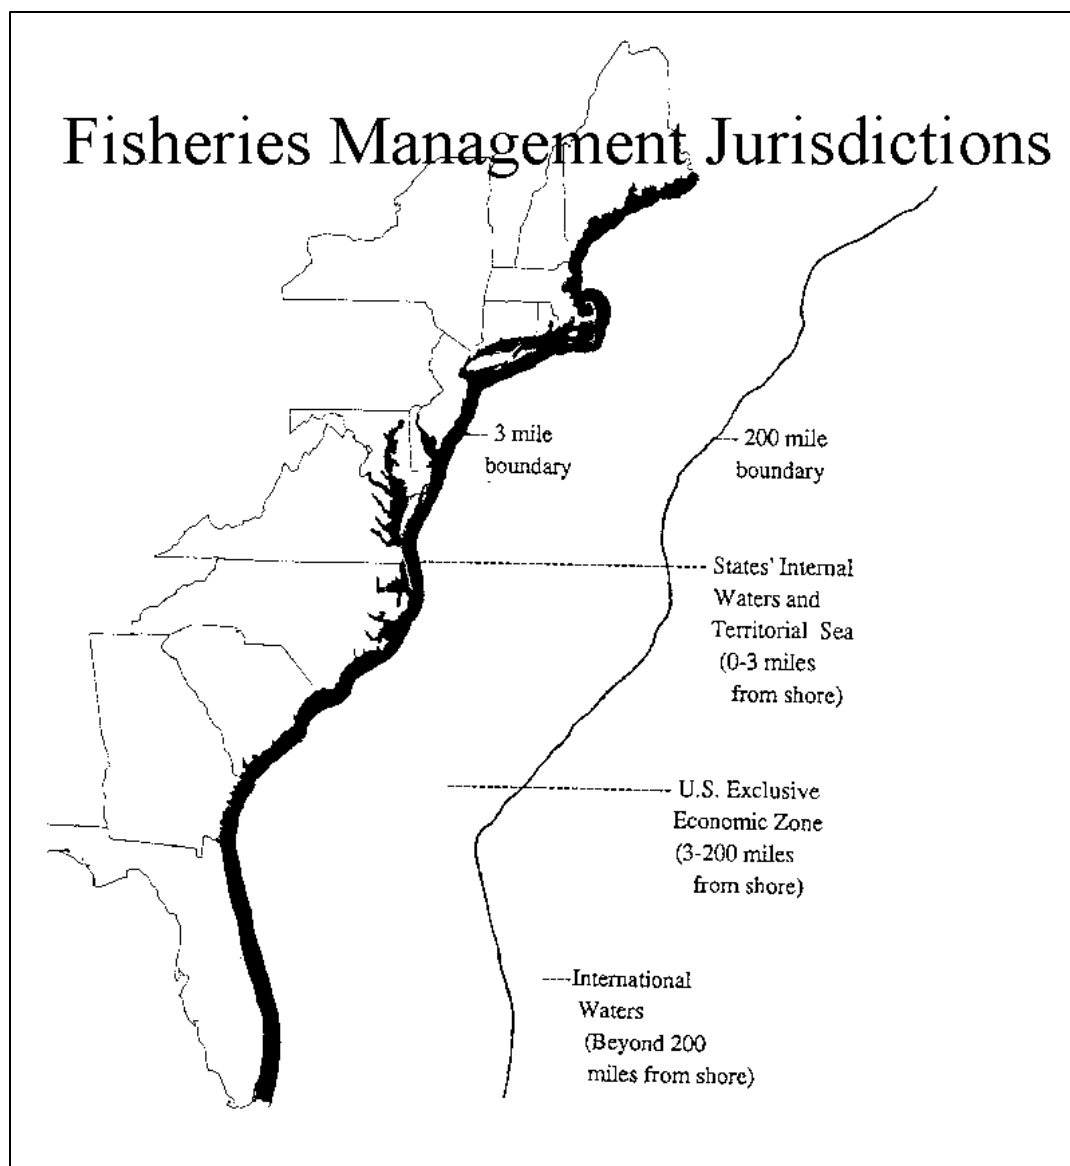 Fisheries Management Jurisdictions
3 mile
boundary
200 mile
boundary
States' Internal
Waters and
Territorial Sea
(0-3 miles
from shore)
U.S. Exclusive
Economic Zone
(3-200 miles
from shore)
International
Waters
(Beyond 200
miles from shore)